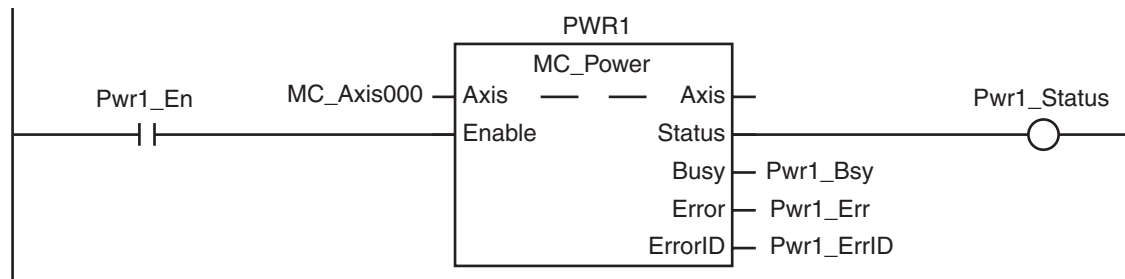 PWR1
MC_Power
Pwr1_En
MC_Axis000 Axis Axis
Pwr1_Status
Enable Status
Busy Pwr1_Bsy
Error Pwr1_Err
ErrorID Pwr1_ErrID